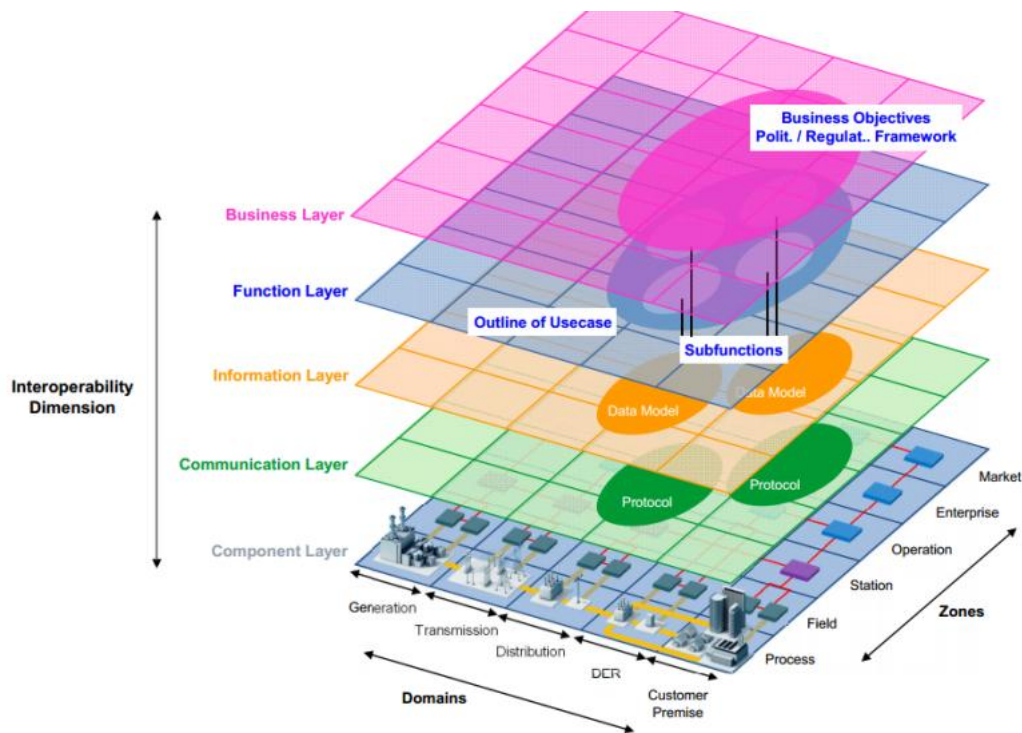 Business Objectives
Polit. / Regulat.. Framework
Business Layer
Function Layer
Outline of Usecase
Subfunctions
Interoperability
Dimension
Information Layer
Data Model
Data Model
Communication Layer
Protocol
Protocol
Component Layer
Market
Enterprise
Operation
Station
Field
Process
Zones
Generation
Transmission
Distribution
DER
Customer
Premise
Domains